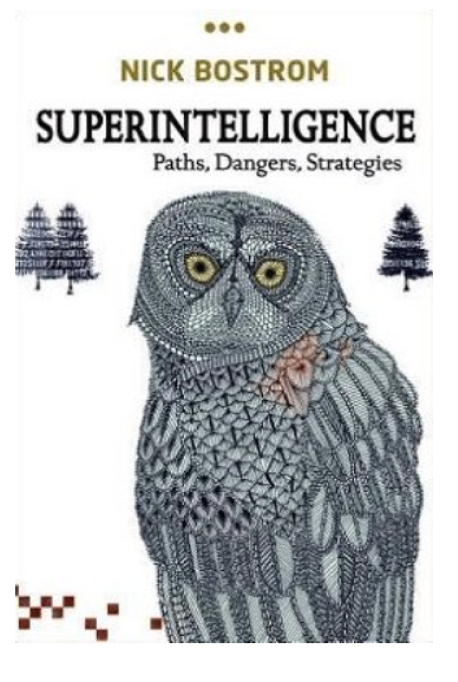 NICK BOSTROM
SUPERINTELLIGENCE
Paths, Dangers, Strategies